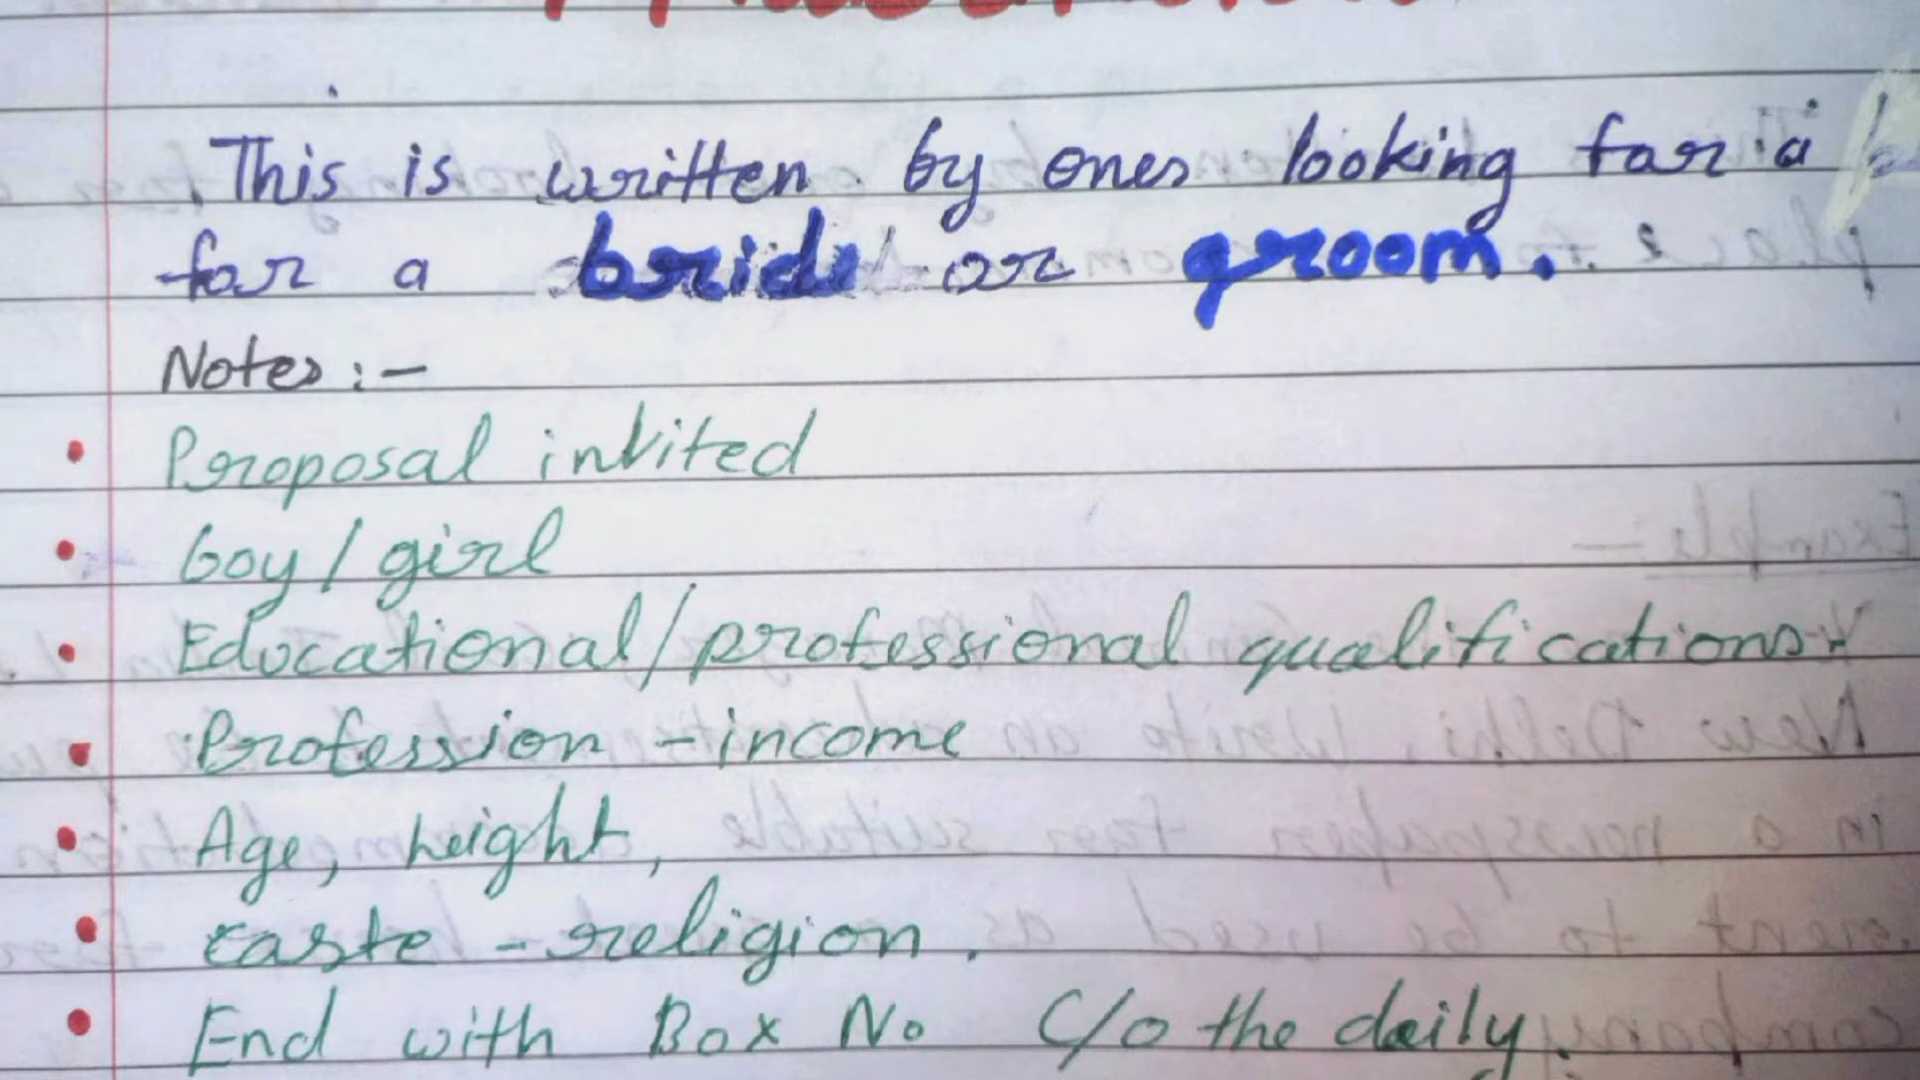 This is written by ones looking for a
for a bride or groom.
Notes :-
• Proposal invited
• boy/girl
• Educational/professional qualifications
• Profession - income
• Age, height,
• caste - religion.
• End with Box No c/o the daily.